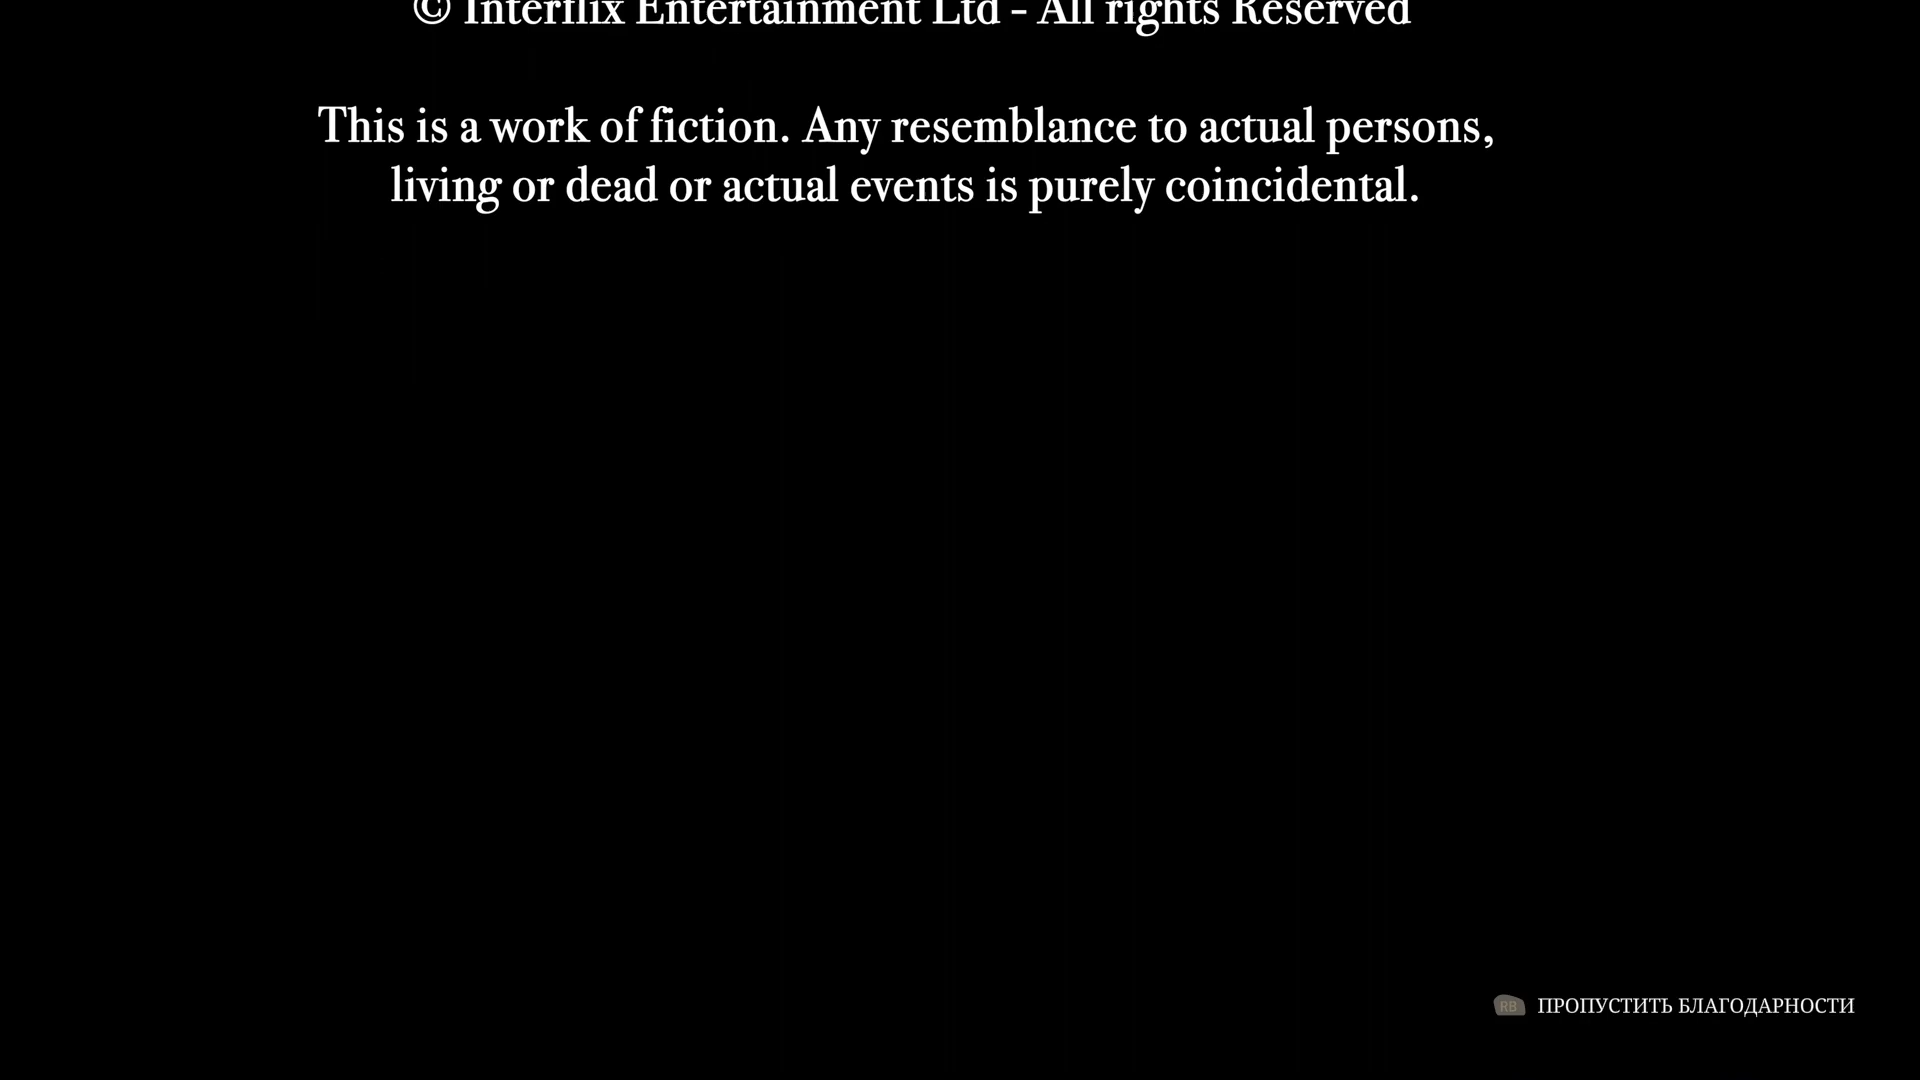 © Interflix Entertainment Ltd - All rights Reserved
This is a work of fiction. Any resemblance to actual persons,
living or dead or actual events is purely coincidental.
RB ПРОПУСТИТЬ БЛАГОДАРНОСТИ